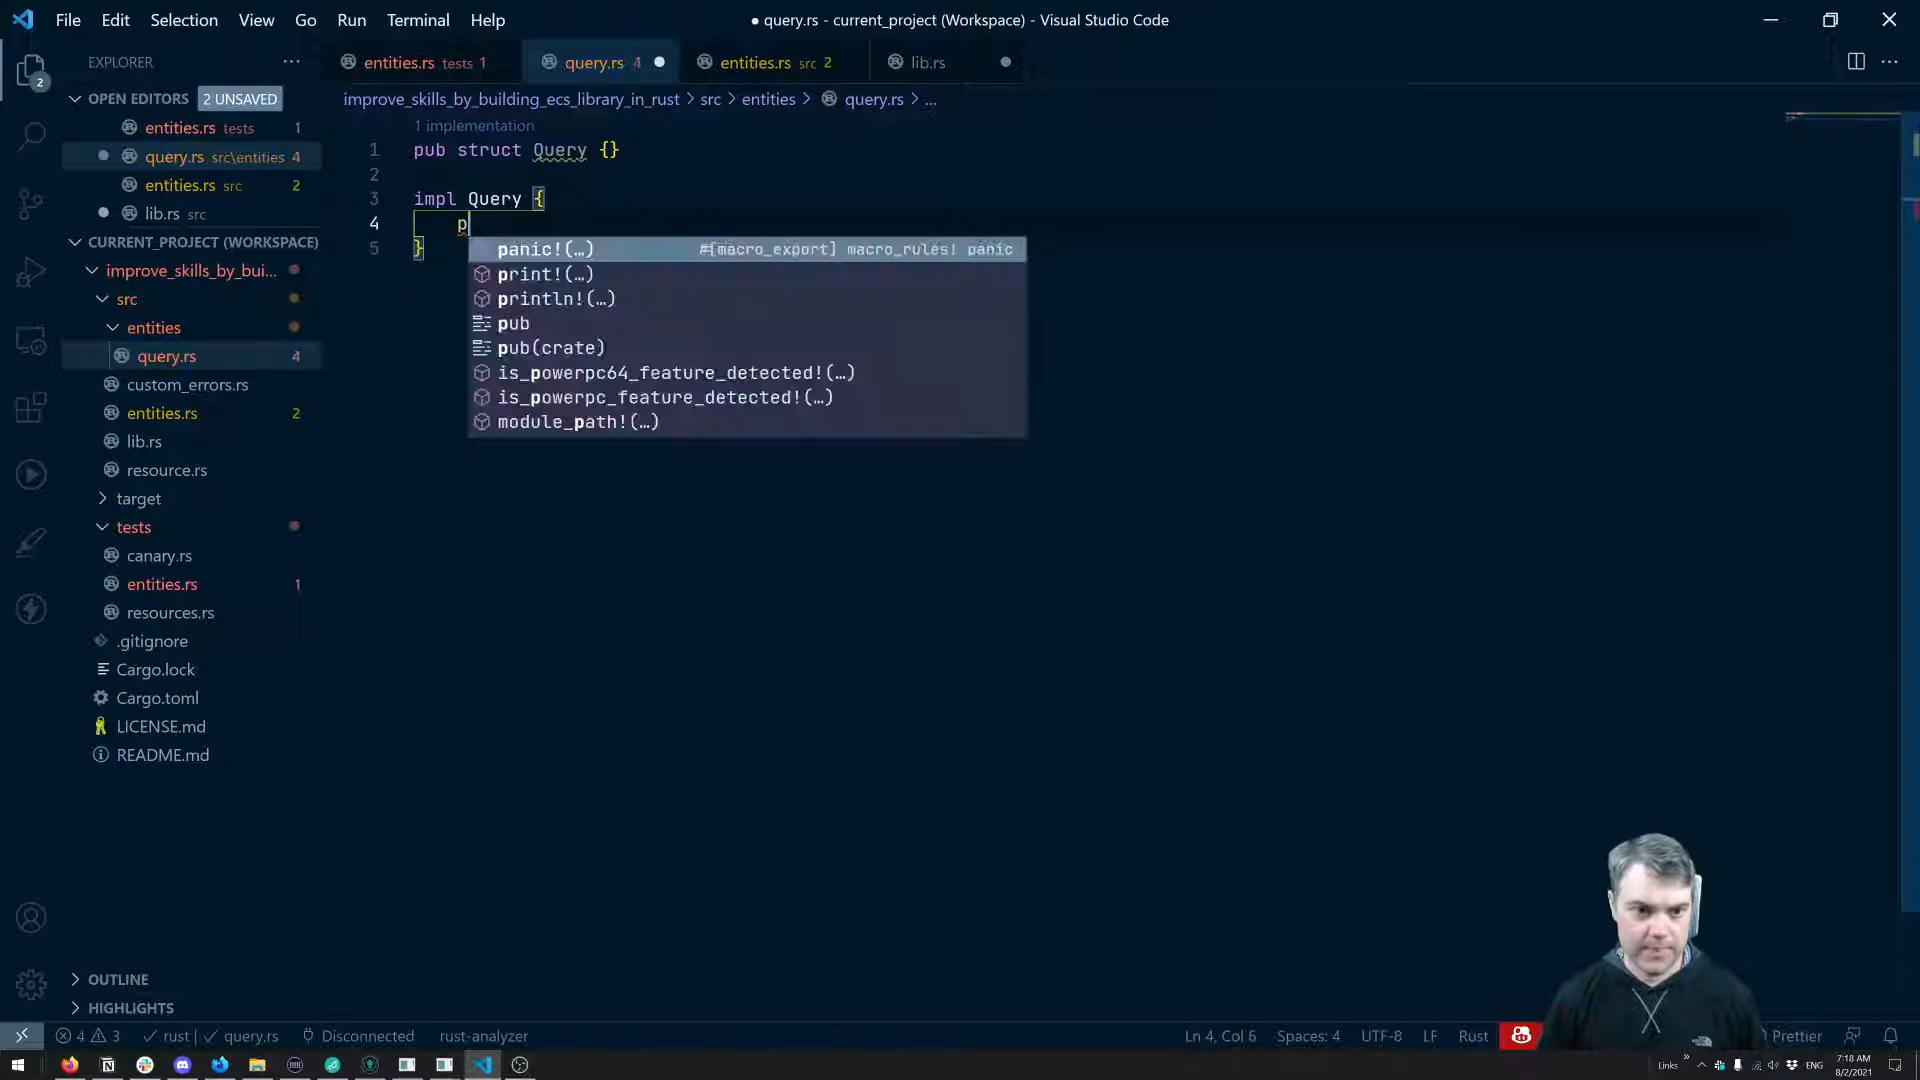 File Edit Selection View Go Run Terminal Help
● query.rs - current_project (Workspace) - Visual Studio Code
EXPLORER
entities.rs tests 1
query.rs 4
entities.rs src 2
lib.rs
OPEN EDITORS 2 UNSAVED
improve_skills_by_building_ecs_library_in_rust > src > entities > query.rs > ...
entities.rs tests 1
query.rs src\entities 4
entities.rs src 2
lib.rs src
CURRENT_PROJECT (WORKSPACE)
improve_skills_by_bui...
src
entities
query.rs 4
custom_errors.rs
entities.rs 2
lib.rs
resource.rs
target
tests
canary.rs
entities.rs 1
resources.rs
.gitignore
Cargo.lock
Cargo.toml
LICENSE.md
README.md
OUTLINE
HIGHLIGHTS
2
1 implementation
1 pub struct Query {}
2
3 impl Query {
4 p
5 }
panic!(…) #[macro_export] macro_rules! panic
print!(…)
println!(…)
pub
pub(crate)
is_powerpc64_feature_detected!(…)
is_powerpc_feature_detected!(…)
module_path!(…)
4 3 rust | query.rs Disconnected rust-analyzer
Ln 4, Col 6 Spaces: 4 UTF-8 LF Rust Prettier
Links ENG 7:18 AM
8/2/2021